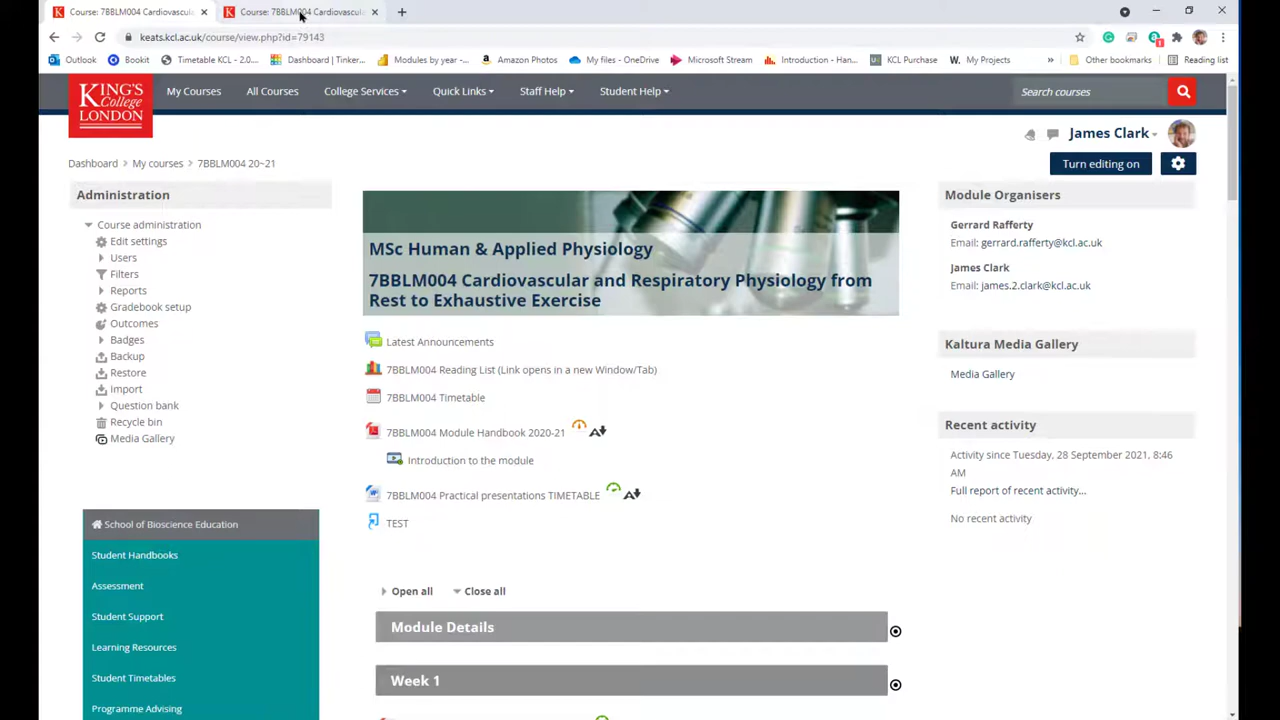 Course: 7BBLM004 Cardiovascula
Course: 7BBLM004 Cardiovascula
keats.kcl.ac.uk/course/view.php?id=79143
Outlook
Bookit
Timetable KCL - 2.0...
Dashboard | Tinker...
Modules by year -...
Amazon Photos
My files - OneDrive
Microsoft Stream
Introduction - Han...
KCL Purchase
My Projects
»
Other bookmarks
Reading list
KING'S
College
LONDON
My Courses
All Courses
College Services
Quick Links
Staff Help
Student Help
Search courses
James Clark
Dashboard
My courses
7BBLM004 20~21
Turn editing on
Administration
Course administration
Edit settings
Users
Filters
Reports
Gradebook setup
Outcomes
Badges
Backup
Restore
Import
Question bank
Recycle bin
Media Gallery
School of Bioscience Education
Student Handbooks
Assessment
Student Support
Learning Resources
Student Timetables
Programme Advising
MSc Human & Applied Physiology
7BBLM004 Cardiovascular and Respiratory Physiology from
Rest to Exhaustive Exercise
Latest Announcements
7BBLM004 Reading List (Link opens in a new Window/Tab)
7BBLM004 Timetable
7BBLM004 Module Handbook 2020-21
Introduction to the module
7BBLM004 Practical presentations TIMETABLE
TEST
Open all
Close all
Module Details
Week 1
Module Organisers
Gerrard Rafferty
Email: gerrard.rafferty@kcl.ac.uk
James Clark
Email: james.2.clark@kcl.ac.uk
Kaltura Media Gallery
Media Gallery
Recent activity
Activity since Tuesday, 28 September 2021, 8:46
AM
Full report of recent activity...
No recent activity